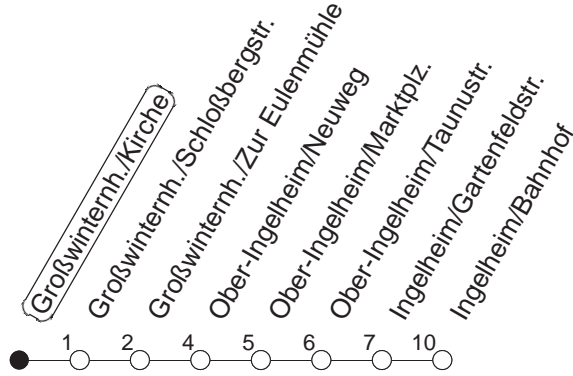 Großwinternh./Kirche
Großwinternh./Schloßbergstr.
Großwinternh./Zur Eulenmühle
Ober-Ingelheim/Neuweg
Ober-Ingelheim/Marktplz.
Ober-Ingelheim/Taunustr.
Ingelheim/Gartenfeldstr.
Ingelheim/Bahnhof
1 2 4 5 6 7 10